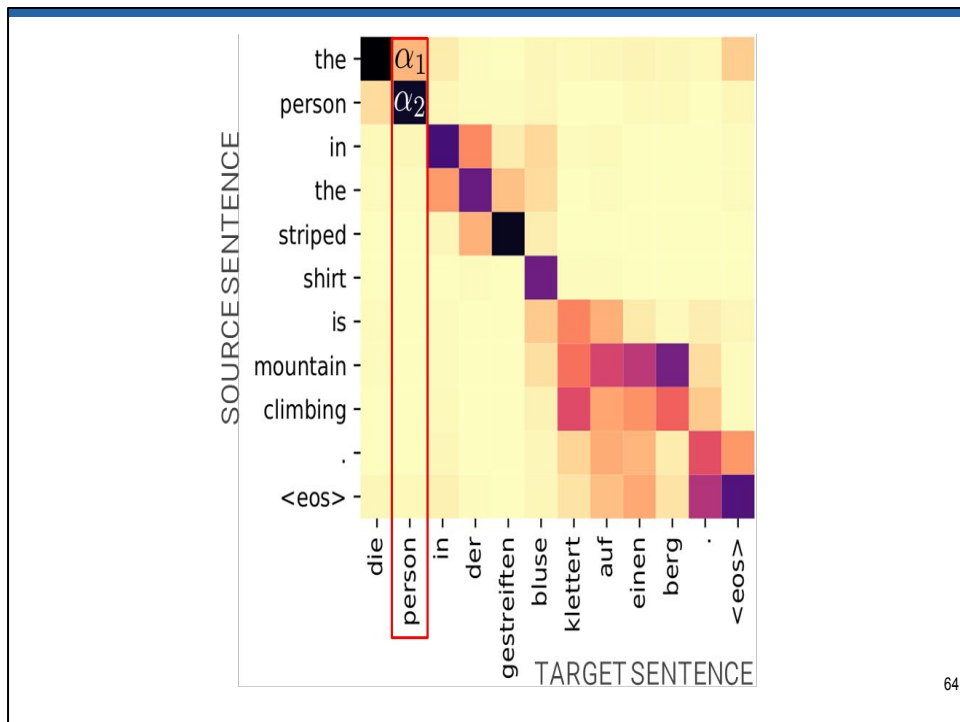 the
α1
person
α2
in
the
striped
shirt
is
mountain
climbing
.
<eos>
SOURCE SENTENCE
die
person
in
der
gestreiften
bluse
klettert
auf
einen
berg
.
<eos>
TARGET SENTENCE
64